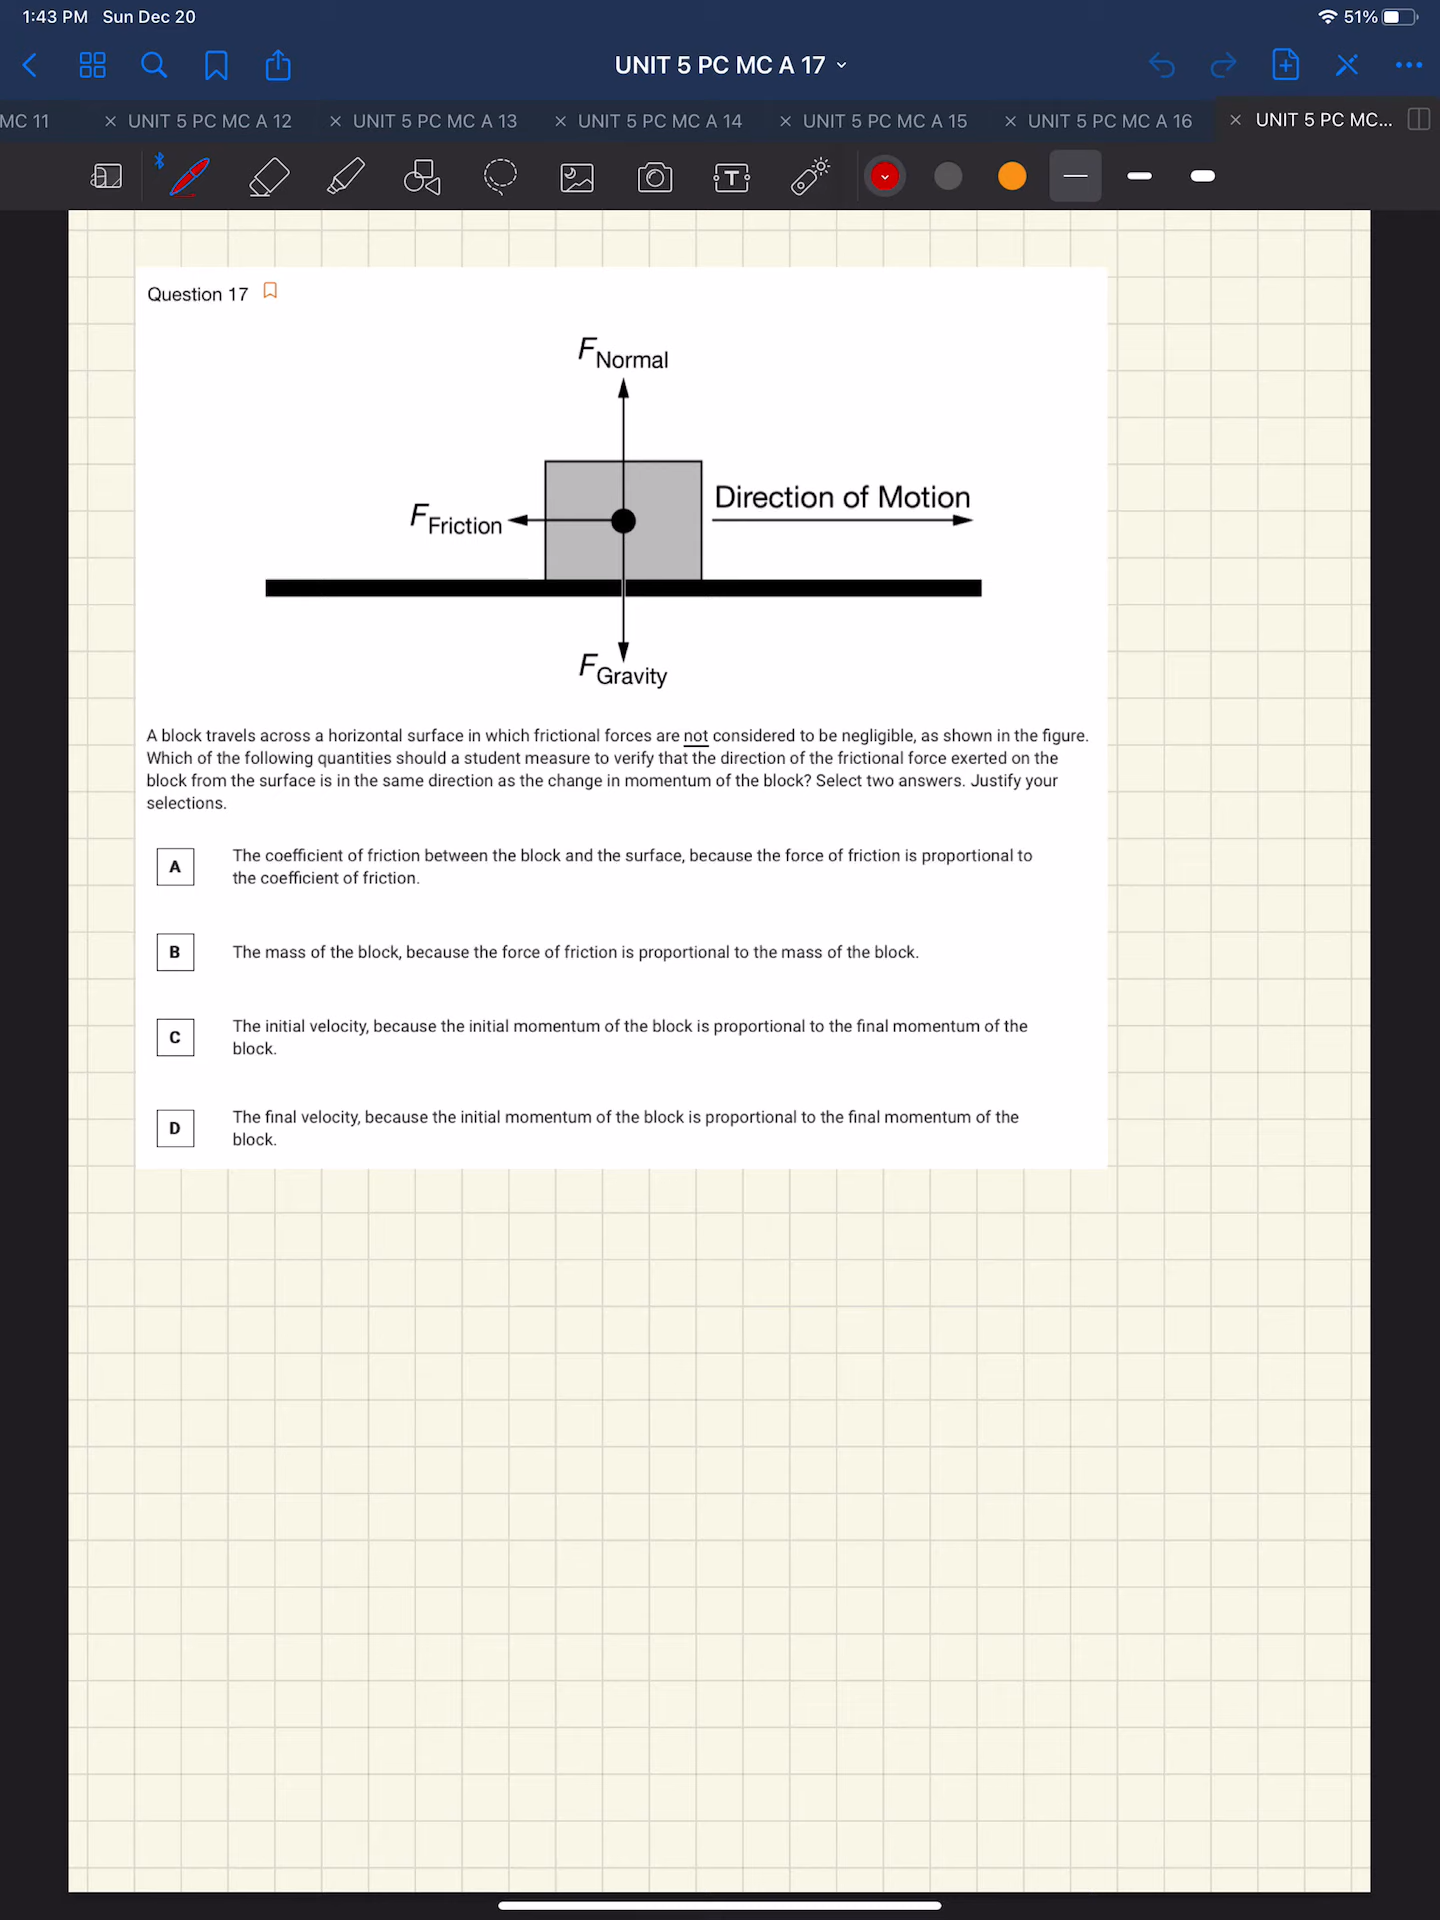 1:43 PM Sun Dec 20
51%
UNIT 5 PC MC A 17
MC 11
UNIT 5 PC MC A 12
UNIT 5 PC MC A 13
UNIT 5 PC MC A 14
UNIT 5 PC MC A 15
UNIT 5 PC MC A 16
UNIT 5 PC MC...
T
Question 17
F Normal
Direction of Motion
F Friction
F Gravity
A block travels across a horizontal surface in which frictional forces are not considered to be negligible, as shown in the figure.
Which of the following quantities should a student measure to verify that the direction of the frictional force exerted on the
block from the surface is in the same direction as the change in momentum of the block? Select two answers. Justify your
selections.
A
The coefficient of friction between the block and the surface, because the force of friction is proportional to
the coefficient of friction.
B
The mass of the block, because the force of friction is proportional to the mass of the block.
C
The initial velocity, because the initial momentum of the block is proportional to the final momentum of the
block.
D
The final velocity, because the initial momentum of the block is proportional to the final momentum of the
block.